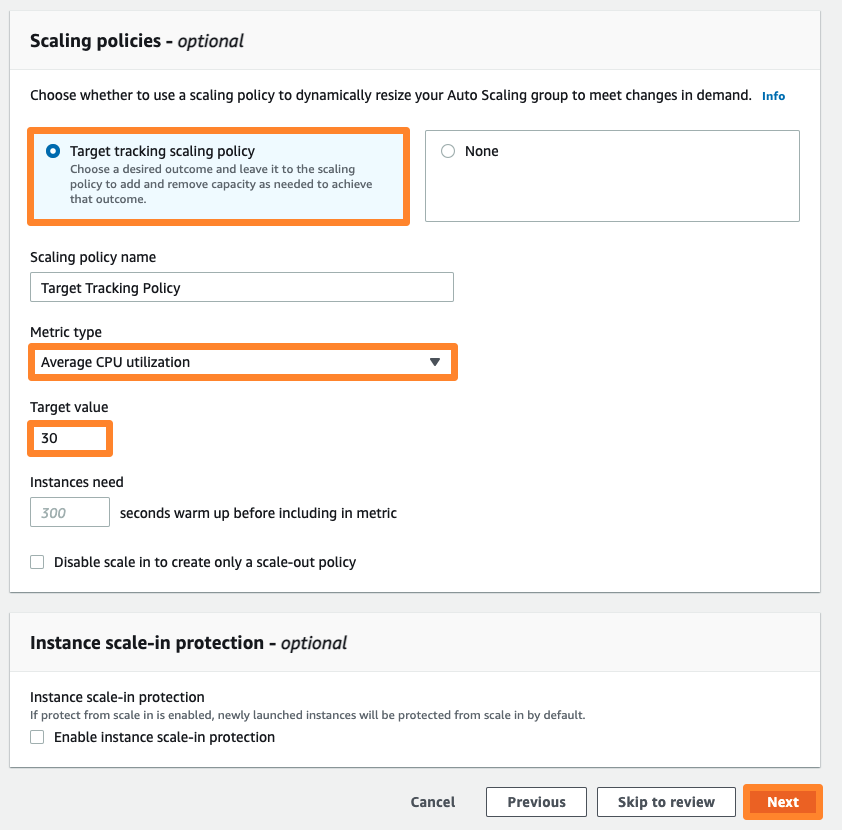 Scaling policies - optional
Choose whether to use a scaling policy to dynamically resize your Auto Scaling group to meet changes in demand. Info
Target tracking scaling policy
Choose a desired outcome and leave it to the scaling
policy to add and remove capacity as needed to achieve
that outcome.
None
Scaling policy name
Target Tracking Policy
Metric type
Average CPU utilization
Target value
30
Instances need
300 seconds warm up before including in metric
Disable scale in to create only a scale-out policy
Instance scale-in protection - optional
Instance scale-in protection
If protect from scale in is enabled, newly launched instances will be protected from scale in by default.
Enable instance scale-in protection
Cancel Previous Skip to review Next